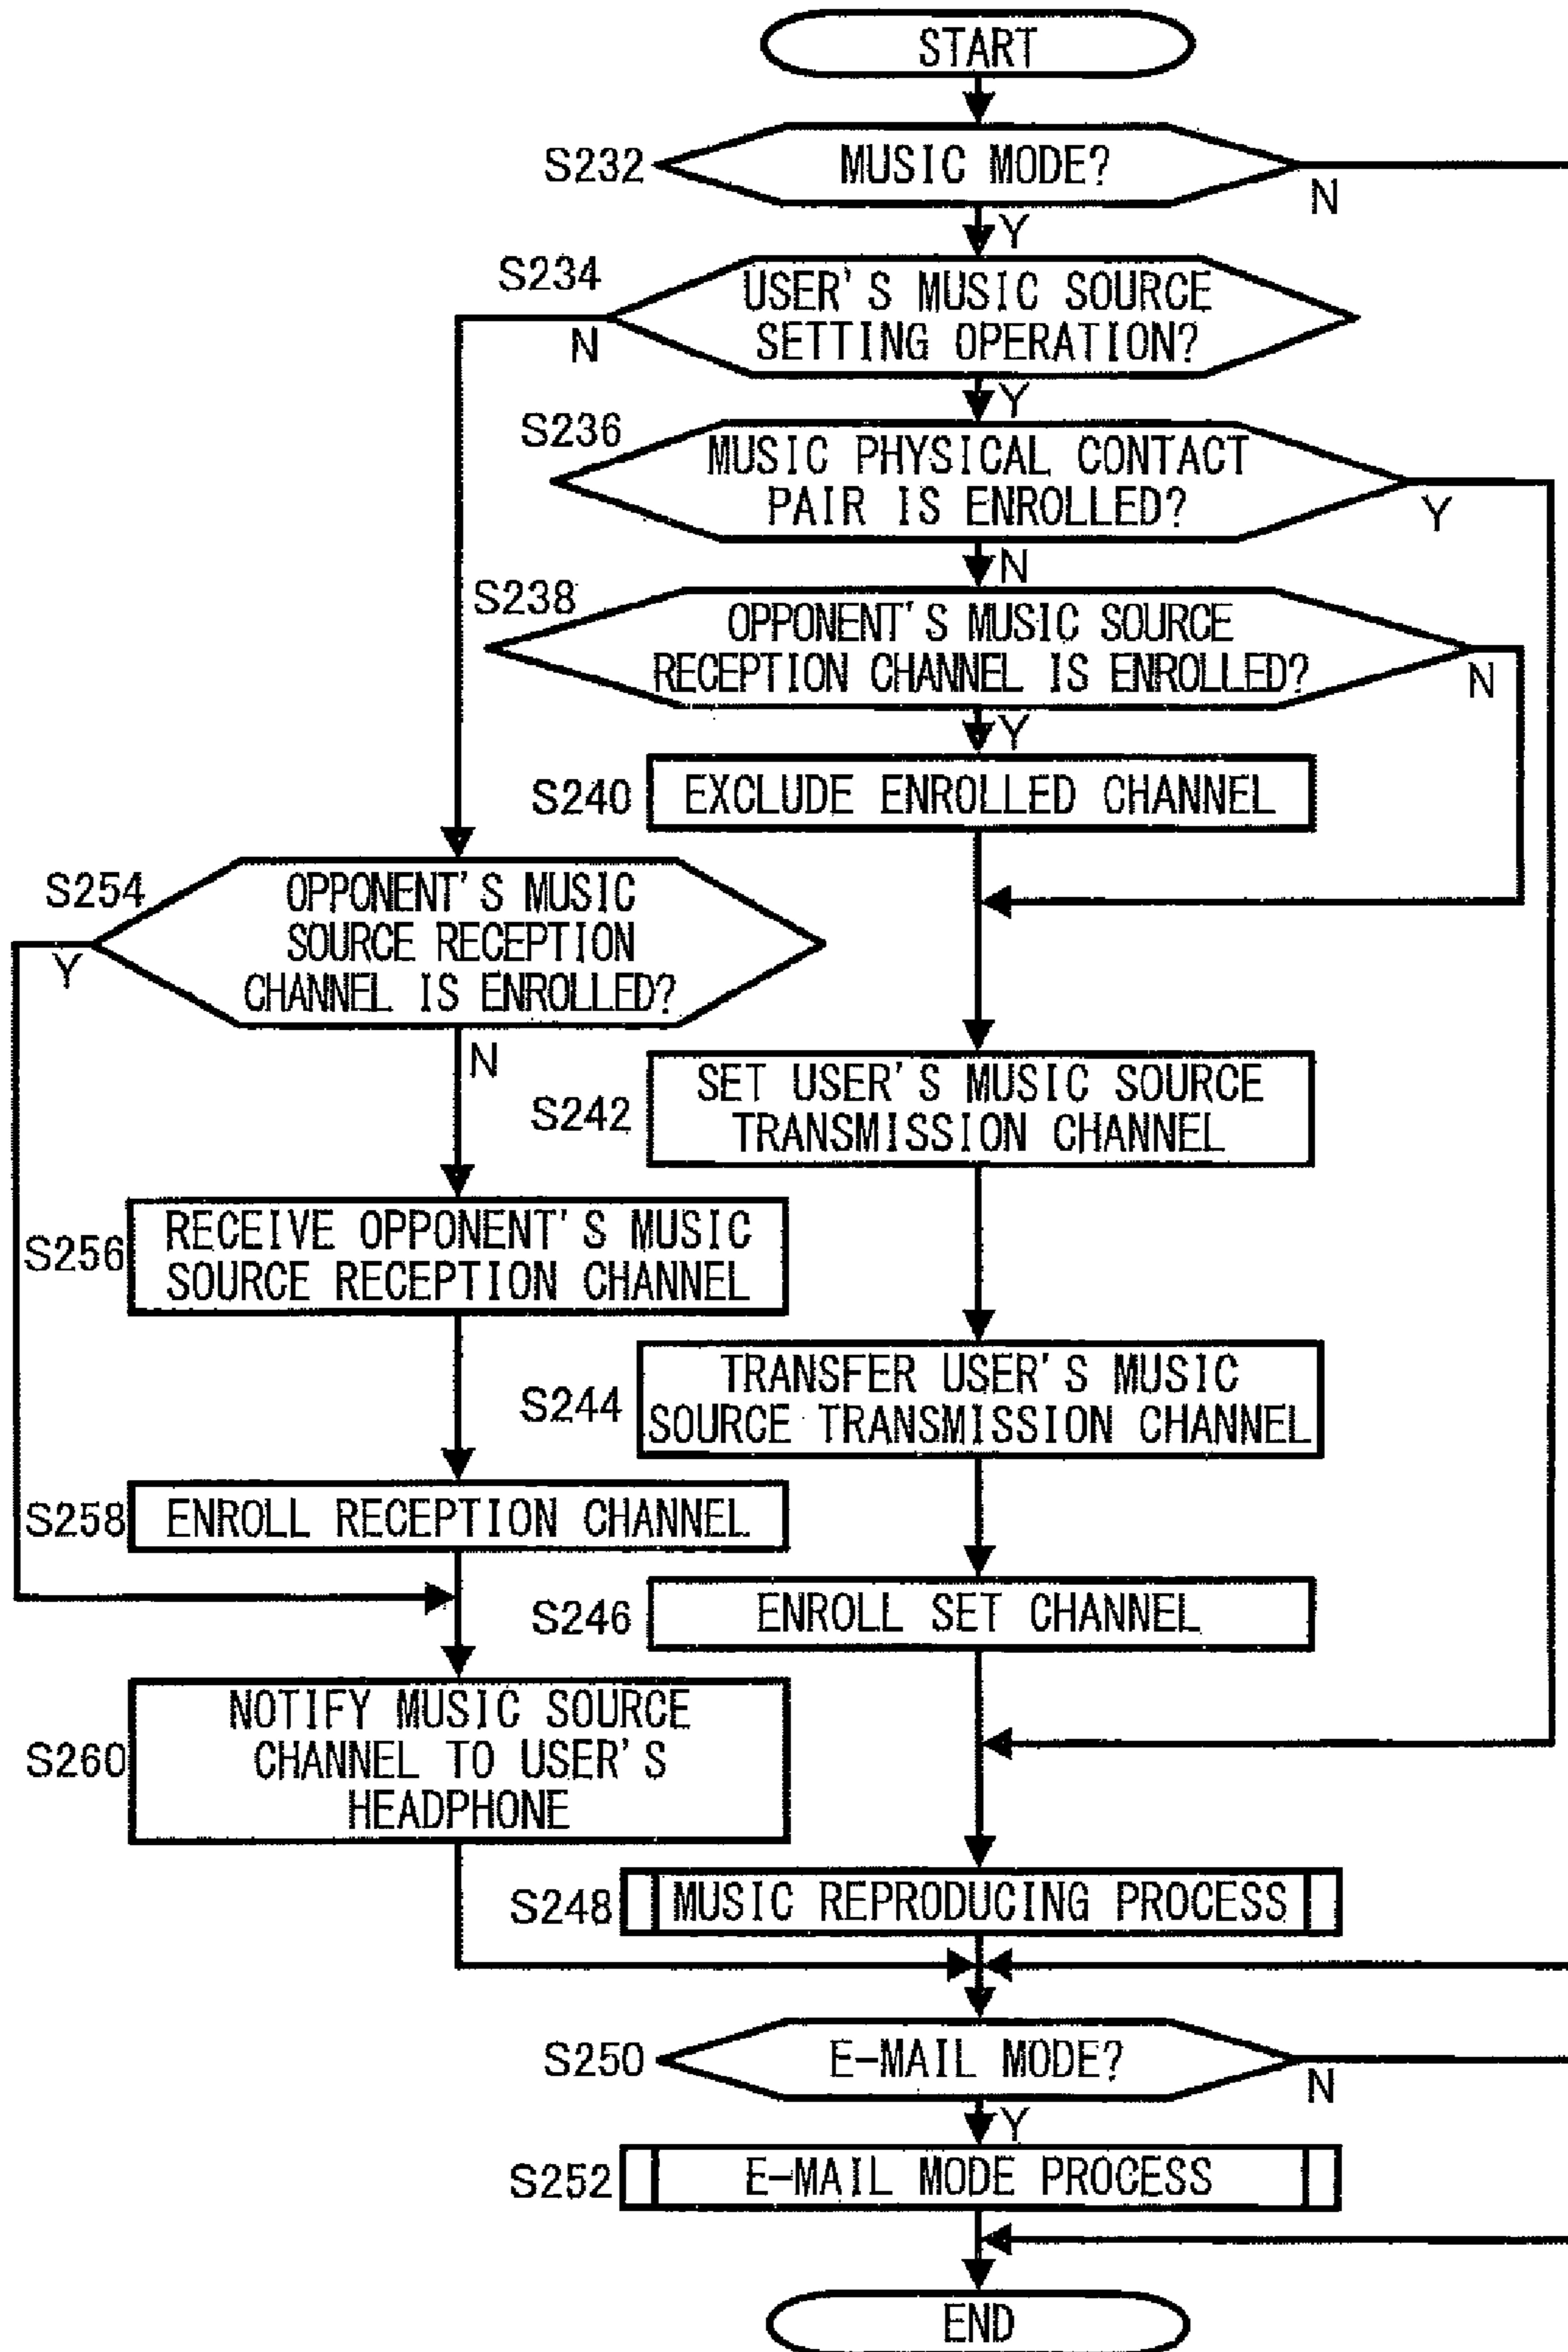 START
S232
MUSIC MODE?
N
Y
S234
USER'S MUSIC SOURCE
SETTING OPERATION?
N
Y
S236
MUSIC PHYSICAL CONTACT
PAIR IS ENROLLED?
Y
N
S238
OPPONENT'S MUSIC SOURCE
RECEPTION CHANNEL IS ENROLLED?
N
Y
S240
EXCLUDE ENROLLED CHANNEL
S254
OPPONENT'S MUSIC
SOURCE RECEPTION
CHANNEL IS ENROLLED?
Y
N
S242
SET USER'S MUSIC SOURCE
TRANSMISSION CHANNEL
S256
RECEIVE OPPONENT'S MUSIC
SOURCE RECEPTION CHANNEL
S244
TRANSFER USER'S MUSIC
SOURCE TRANSMISSION CHANNEL
S258
ENROLL RECEPTION CHANNEL
S246
ENROLL SET CHANNEL
S260
NOTIFY MUSIC SOURCE
CHANNEL TO USER'S
HEADPHONE
S248
MUSIC REPRODUCING PROCESS
S250
E-MAIL MODE?
N
Y
S252
E-MAIL MODE PROCESS
END